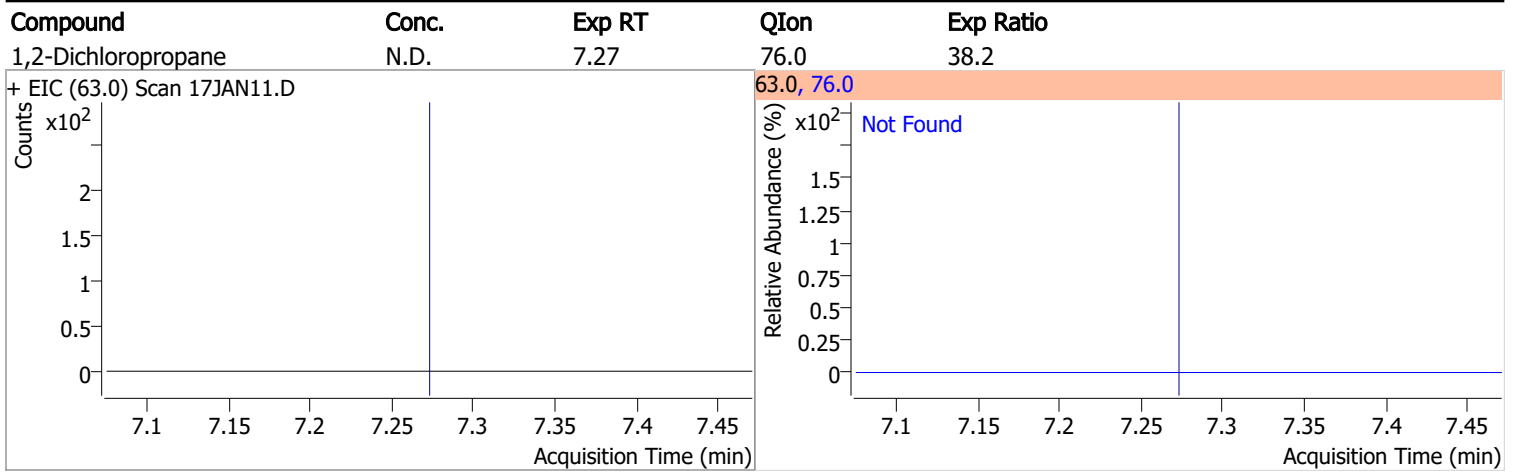 Compound Conc. Exp RT QIon Exp Ratio
1,2-Dichloropropane N.D. 7.27 76.0 38.2
+ EIC (63.0) Scan 17JAN11.D
Counts
x10²
2
1.5
1
0.5
0
7.1 7.15 7.2 7.25 7.3 7.35 7.4 7.45
Acquisition Time (min)
63.0, 76.0
Relative Abundance (%)
x10²
Not Found
1.5
1.25
1
0.75
0.5
0.25
0
7.1 7.15 7.2 7.25 7.3 7.35 7.4 7.45
Acquisition Time (min)